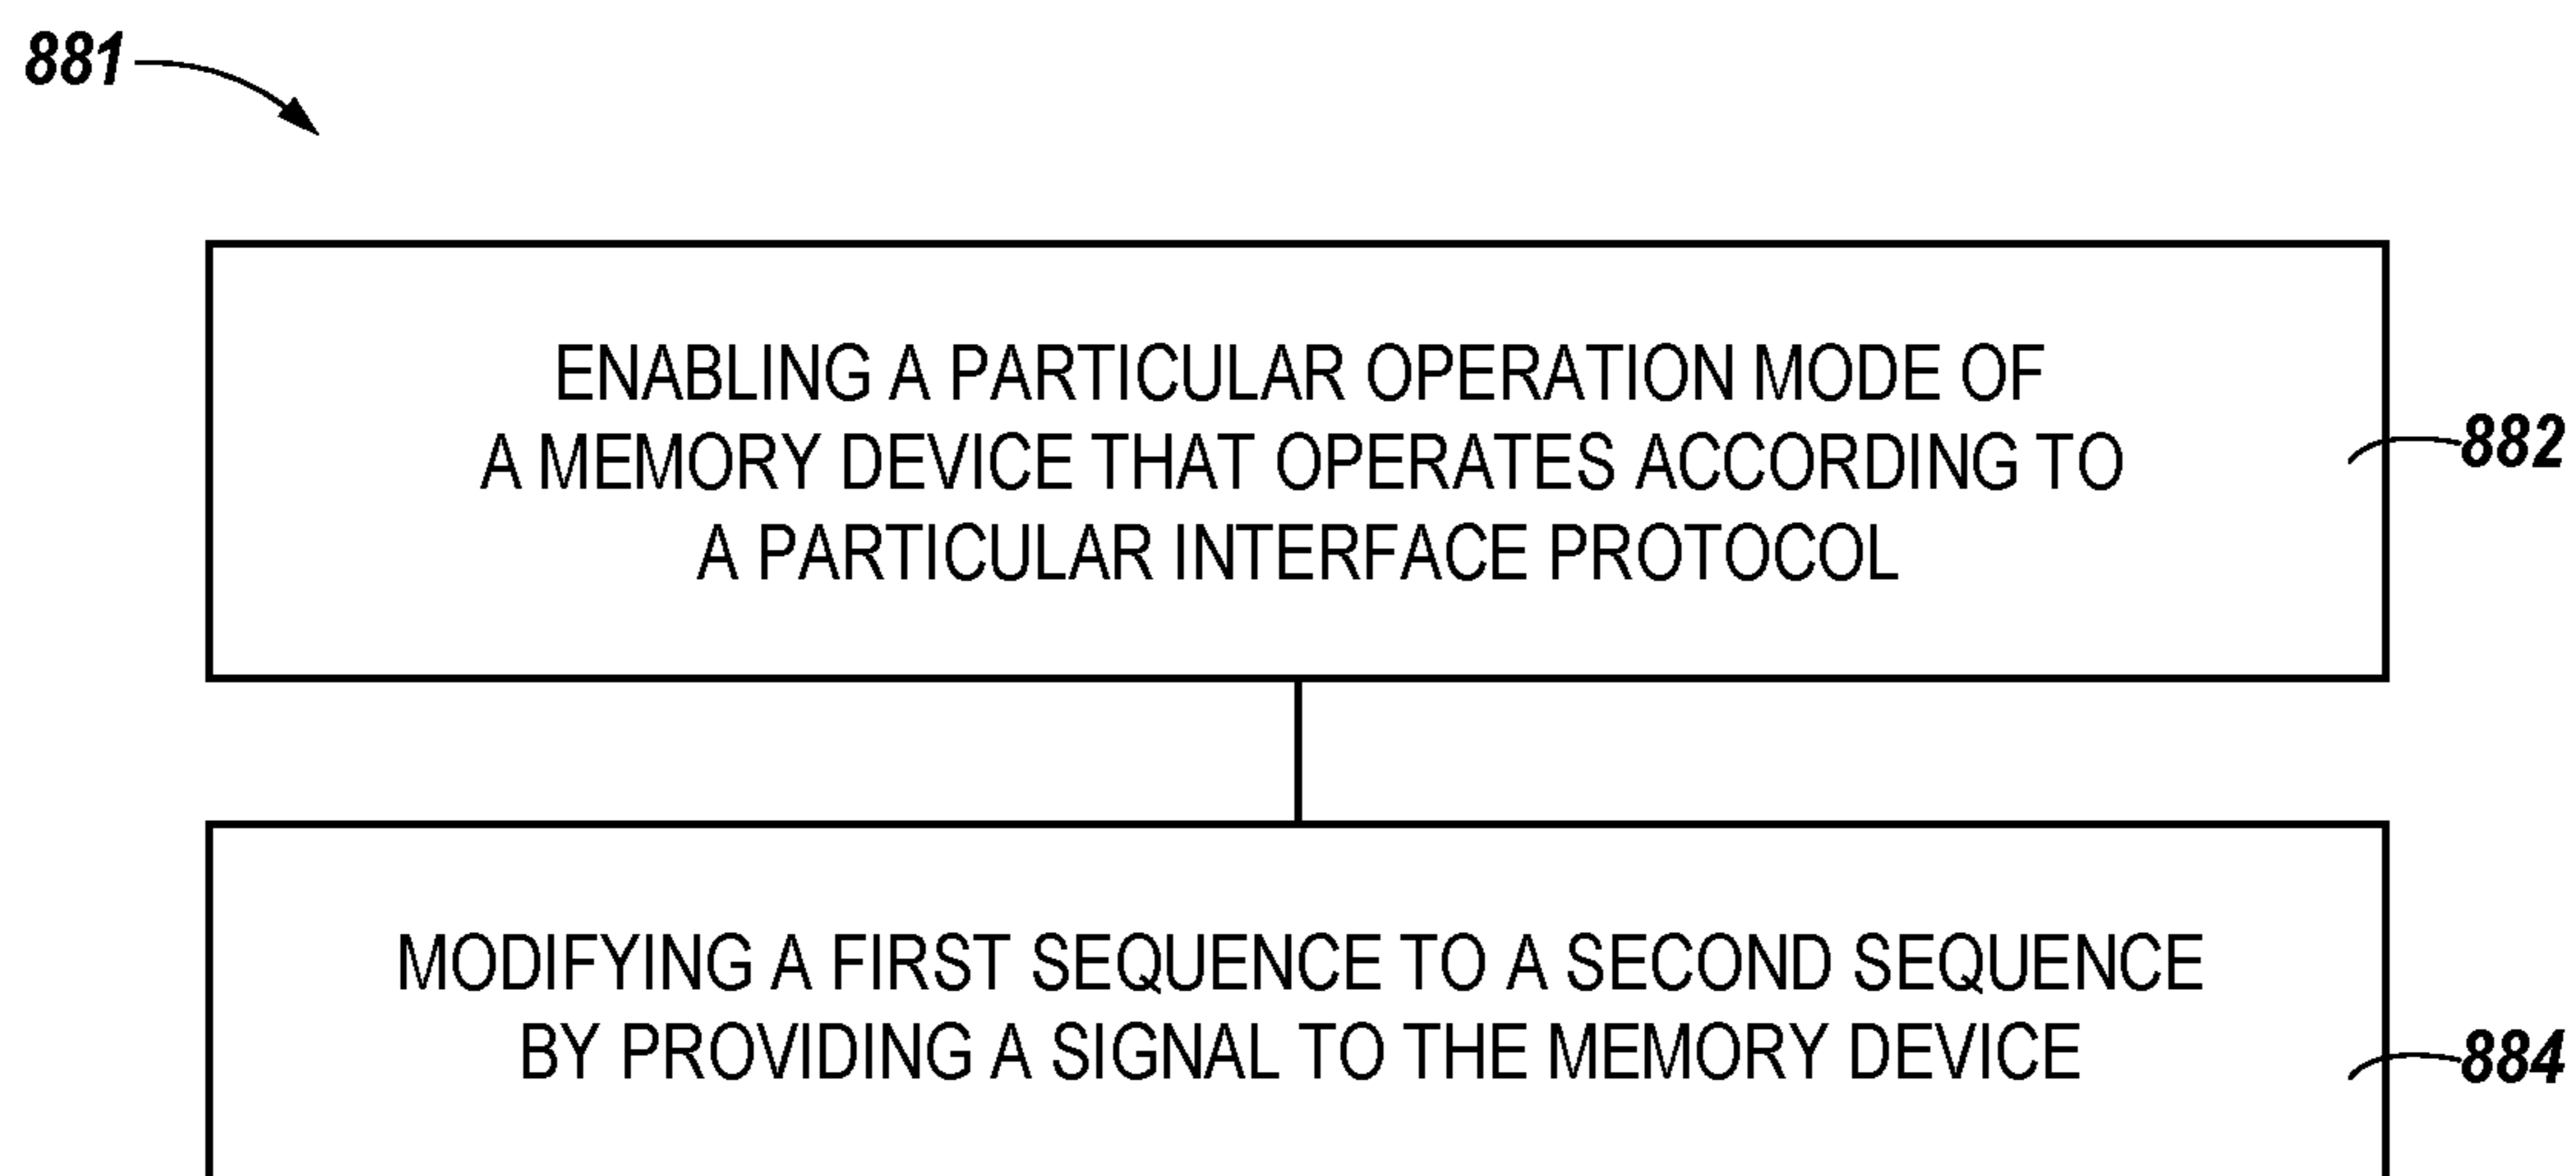 881
ENABLING A PARTICULAR OPERATION MODE OF
A MEMORY DEVICE THAT OPERATES ACCORDING TO
A PARTICULAR INTERFACE PROTOCOL
882
MODIFYING A FIRST SEQUENCE TO A SECOND SEQUENCE
BY PROVIDING A SIGNAL TO THE MEMORY DEVICE
884